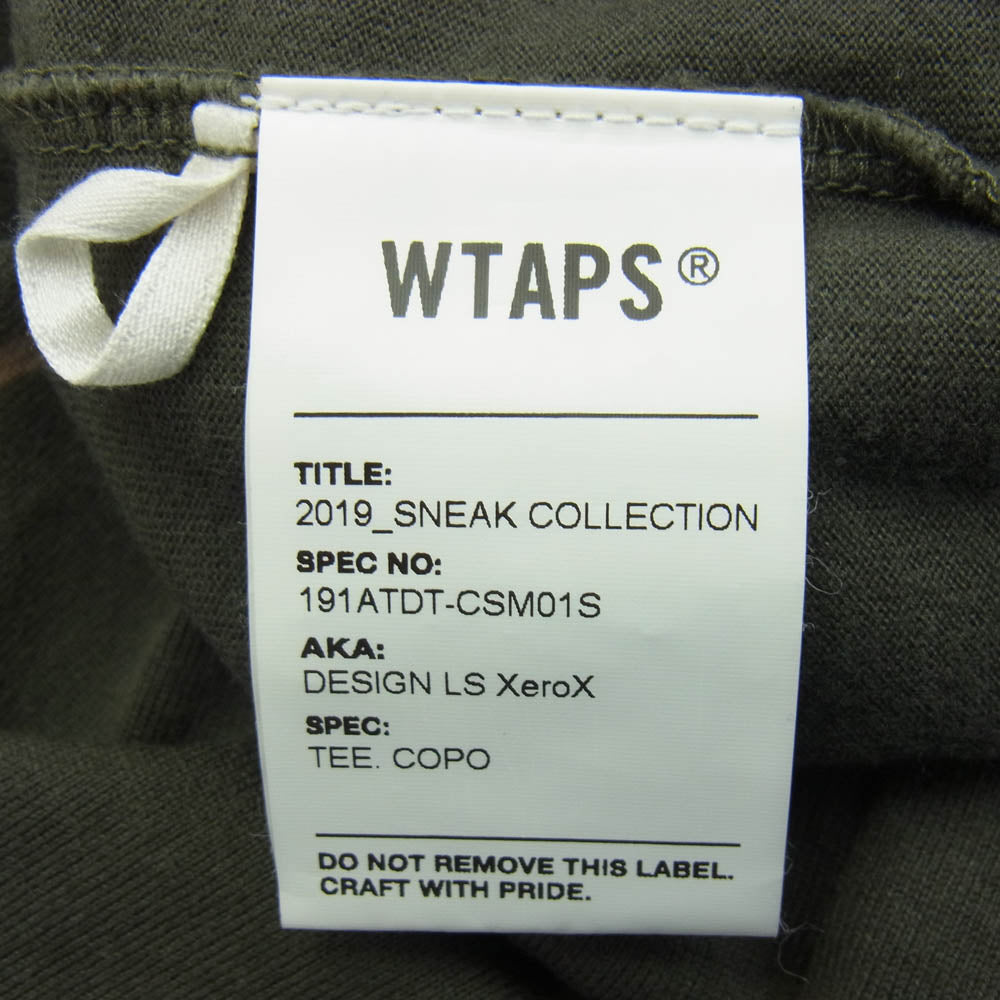 WTAPS®
TITLE:
2019_SNEAK COLLECTION
SPEC NO:
191ATDT-CSM01S
AKA:
DESIGN LS XeroX
SPEC:
TEE. COPO
DO NOT REMOVE THIS LABEL.
CRAFT WITH PRIDE.